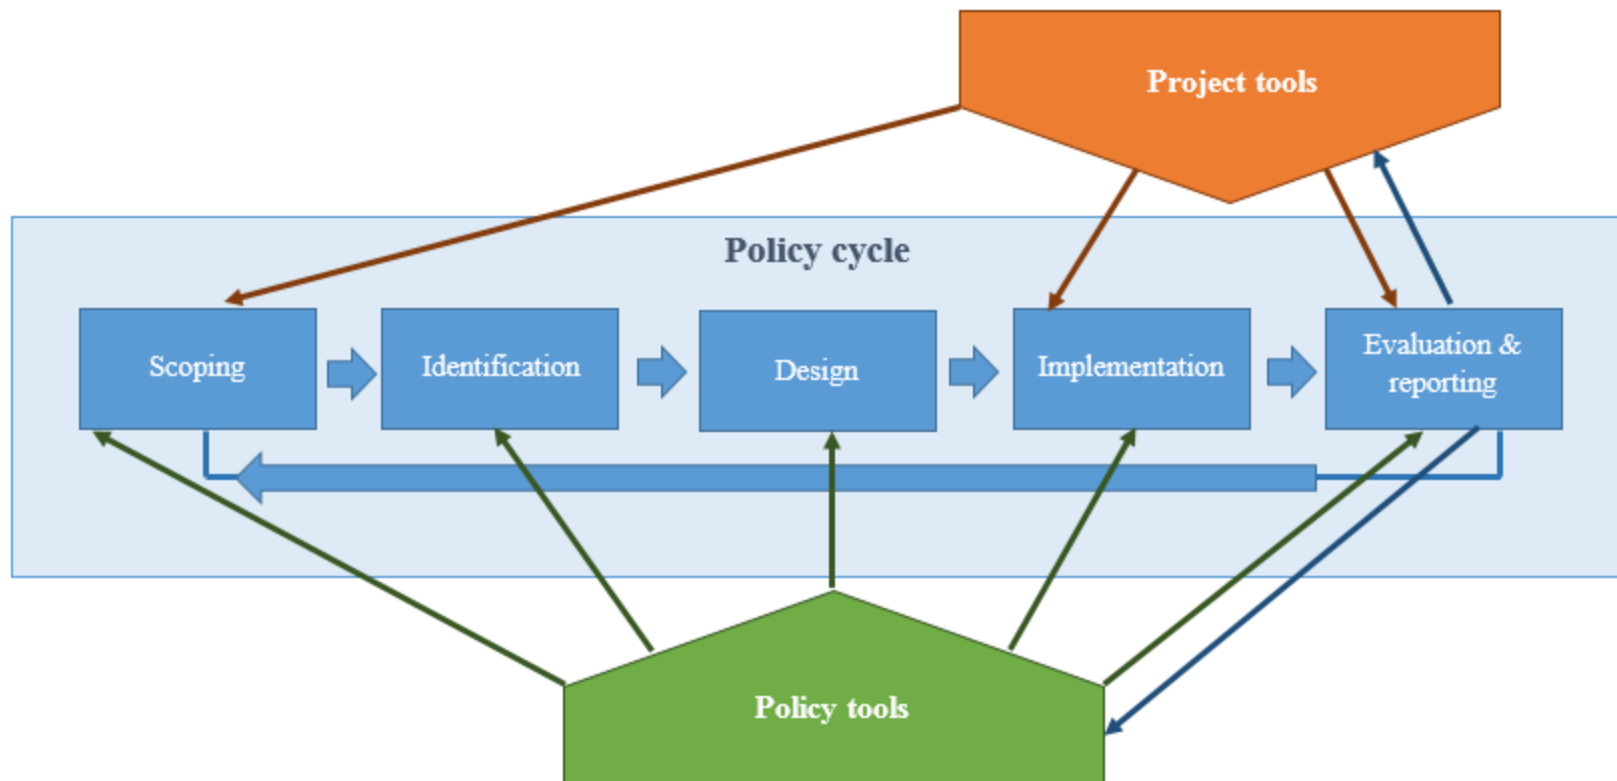 Project tools
Policy cycle
Scoping
Identification
Design
Implementation
Evaluation &
reporting
Policy tools